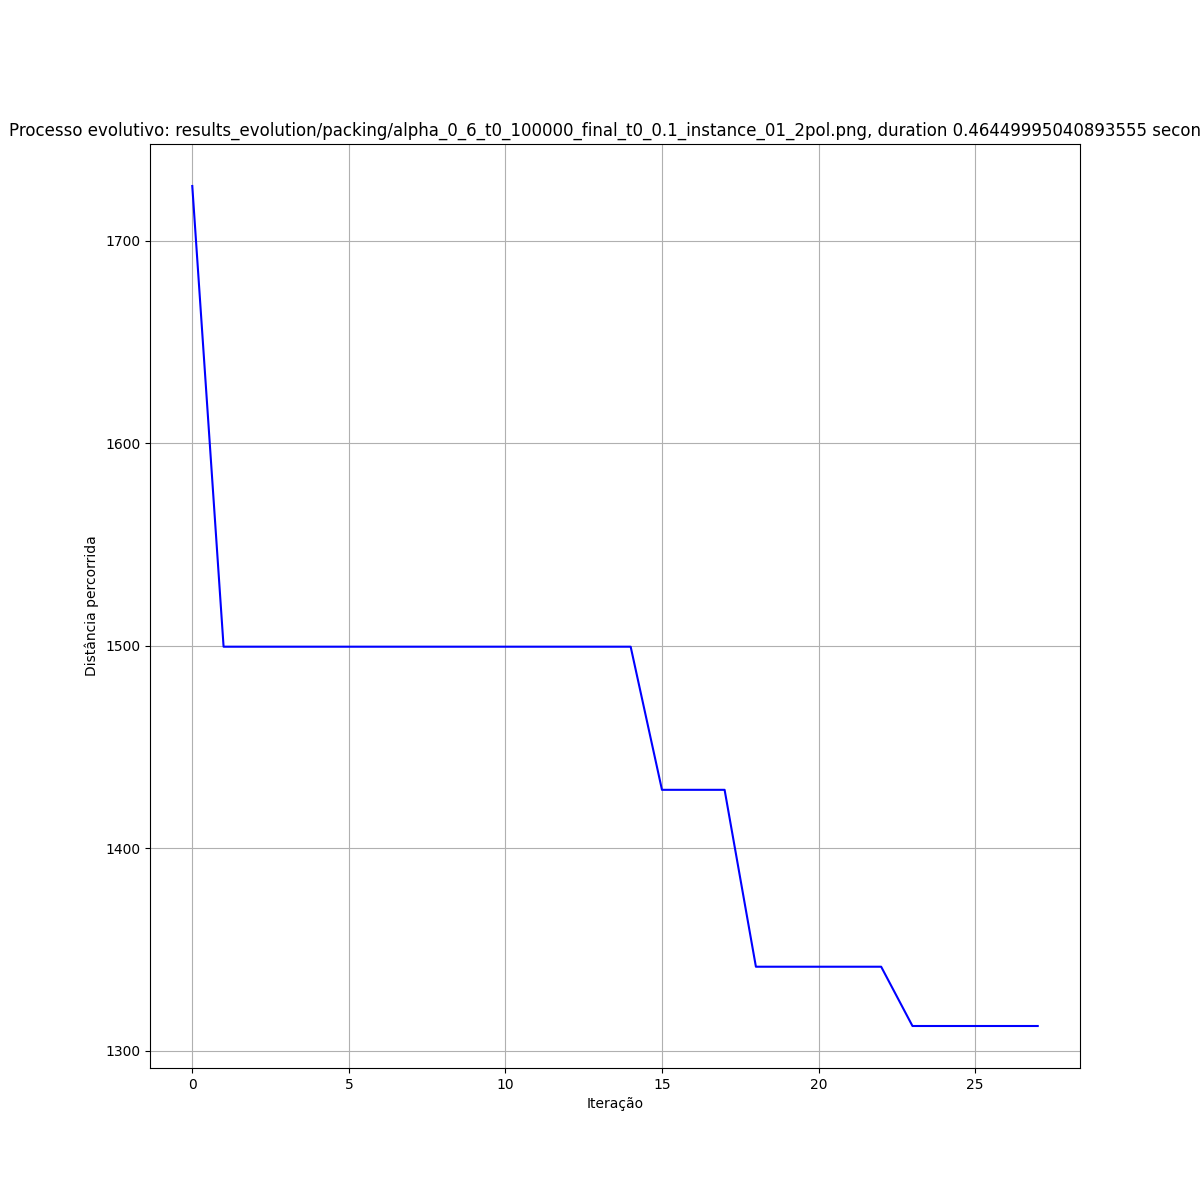 Processo evolutivo: results_evolution/packing/alpha_0_6_t0_100000_final_t0_0.1_instance_01_2pol.png, duration 0.46449995040893555 secon
1700
1600
1500
1400
1300
Distância percorrida
0 5 10 15 20 25
Iteração